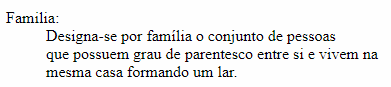 Familia:
Designa-se por família o conjunto de pessoas
que possuem grau de parentesco entre si e vivem na
mesma casa formando um lar.